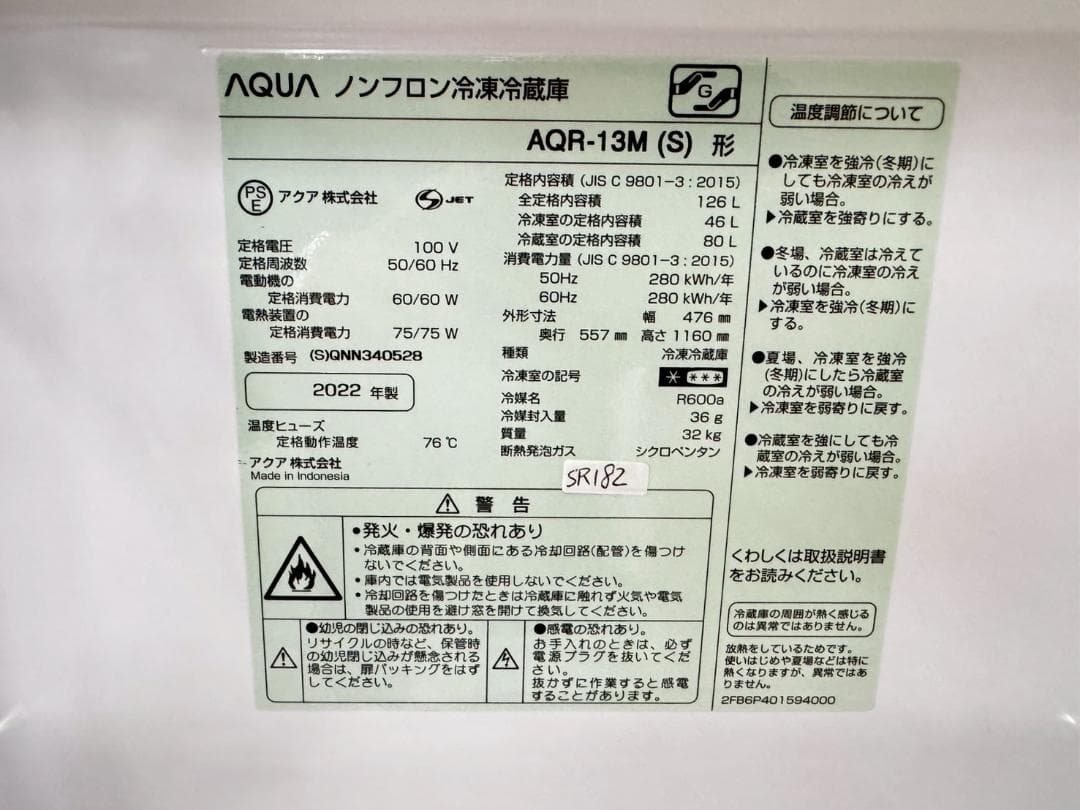 AQUA ノンフロン冷凍冷蔵庫
G
AQR-13M (S) 形
PS E アクア 株式会社
S JET
定格電圧 100 V
定格周波数 50/60 Hz
電動機の
定格消費電力 60/60 W
電熱装置の
定格消費電力 75/75 W
製造番号 (S)QNN340528
2022 年製
温度ヒューズ
定格動作温度 76 ℃
アクア 株式会社
Made in Indonesia
定格内容積 (JIS C 9801-3 : 2015)
全定格内容積 126 L
冷凍室の定格内容積 46 L
冷蔵室の定格内容積 80 L
消費電力量 (JIS C 9801-3 : 2015)
50Hz 280 kWh/年
60Hz 280 kWh/年
外形寸法 幅 476 ㎜
奥行 557 ㎜ 高さ 1160 ㎜
種類 冷凍冷蔵庫
冷凍室の記号 * ***
冷媒名 R600a
冷媒封入量 36 g
質量 32 kg
断熱発泡ガス シクロペンタン
SR182
⚠ 警 告
•発火・爆発の恐れあり
・冷蔵庫の背面や側面にある冷却回路(配管)を傷つけ
ないでください。
・庫内では電気製品を使用しないでください。
・冷却回路を傷つけたときは冷蔵庫に触れず火気や電気
製品の使用を避け窓を開けて換気してください。
●幼児の閉じ込みの恐れあり。
リサイクルの時など、保管時
の幼児閉じ込みが懸念される
場合は、扉パッキングをはず
してください。
●感電の恐れあり。
お手入れのときは、必ず
電源プラグを抜いてくだ
さい。
抜かずに作業すると感電
することがあります。
温度調節について
●冷凍室を強冷(冬期)に
しても冷凍室の冷えが
弱い場合。
▶冷蔵室を強寄りにする。
●冬場、冷蔵室は冷えて
いるのに冷凍室の冷え
が弱い場合。
▶冷凍室を強冷(冬期)に
する。
●夏場、冷凍室を強冷
(冬期)にしたら冷蔵室
の冷えが弱い場合。
▶冷凍室を弱寄りに戻す。
●冷蔵室を強にしても冷
蔵室の冷えが弱い場合。
▶冷凍室を弱寄りに戻す。
くわしくは取扱説明書
をお読みください。
冷蔵庫の周囲が熱く感じる
のは異常ではありません。
放熱をしているためです。
使いはじめや夏場などは特に
熱くなりますが、異常ではあ
りません。
2FB6P401594000